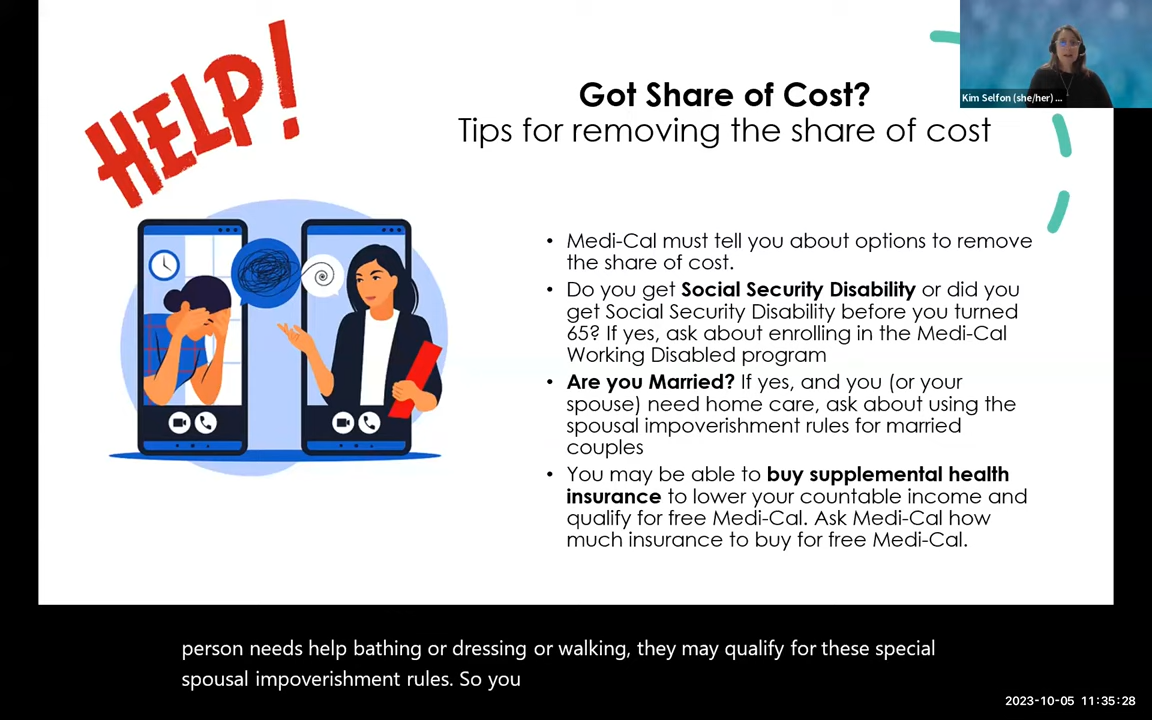 HELP!
Got Share of Cost?
Tips for removing the share of cost
Kim Selfon (she/her) ...
• Medi-Cal must tell you about options to remove
the share of cost.
• Do you get Social Security Disability or did you
get Social Security Disability before you turned
65? If yes, ask about enrolling in the Medi-Cal
Working Disabled program
• Are you Married? If yes, and you (or your
spouse) need home care, ask about using the
spousal impoverishment rules for married
couples
• You may be able to buy supplemental health
insurance to lower your countable income and
qualify for free Medi-Cal. Ask Medi-Cal how
much insurance to buy for free Medi-Cal.
person needs help bathing or dressing or walking, they may qualify for these special
spousal impoverishment rules. So you
2023-10-05 11:35:28